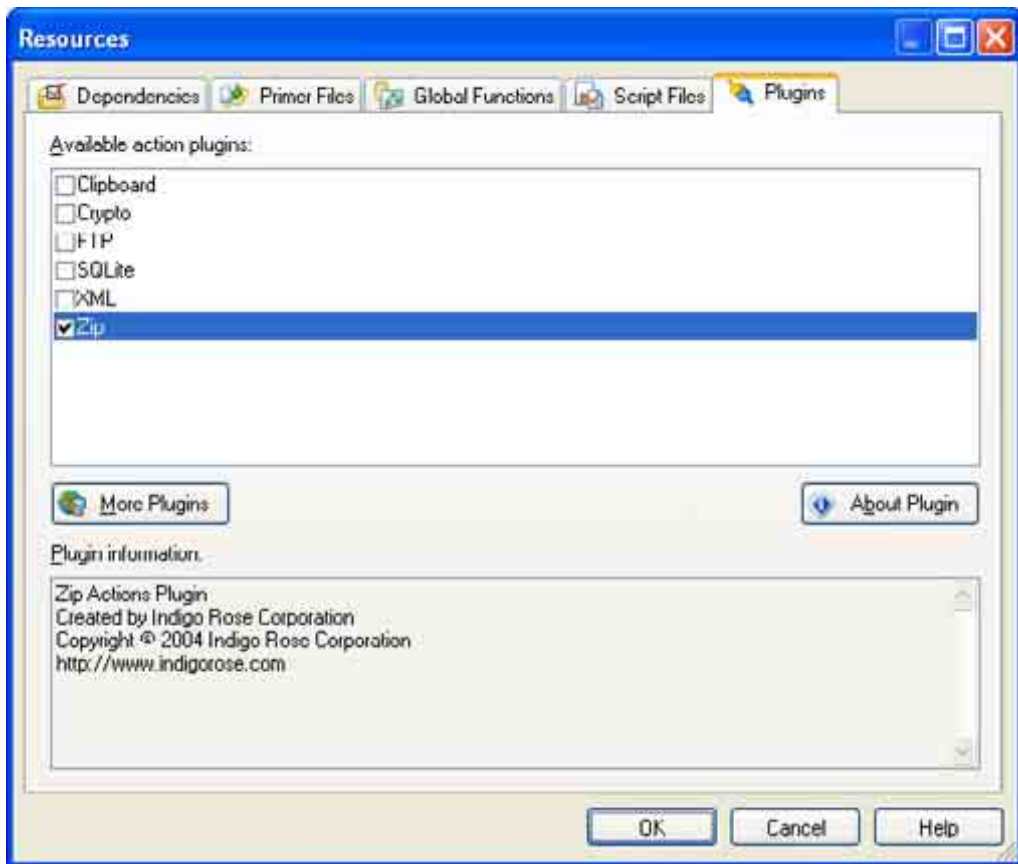 Resources
Dependencies Primer Files Global Functions Script Files Plugins
Available action plugins:
Clipboard
Crypto
FTP
SQLite
XML
Zip
More Plugins About Plugin
Plugin information:
Zip Actions Plugin
Created by Indigo Rose Corporation
Copyright © 2004 Indigo Rose Corporation
http://www.indigorose.com
OK Cancel Help